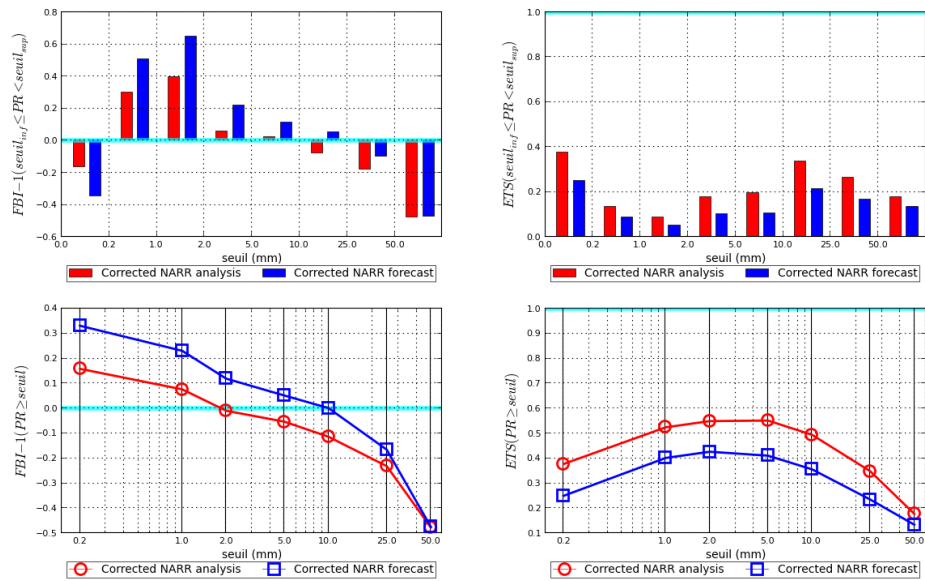 FBI−1(seuil_inf ≤ PR < seuil_sup)
0.8
0.6
0.4
0.2
0.0
−0.2
−0.4
−0.6
0.0 0.2 1.0 2.0 5.0 10.0 25.0 50.0
seuil (mm)
Corrected NARR analysis Corrected NARR forecast
ETS(seuil_inf ≤ PR < seuil_sup)
1.0
0.8
0.6
0.4
0.2
0.0
0.0 0.2 1.0 2.0 5.0 10.0 25.0 50.0
seuil (mm)
Corrected NARR analysis Corrected NARR forecast
FBI−1(PR ≥ seuil)
0.4
0.3
0.2
0.1
0.0
−0.1
−0.2
−0.3
−0.4
−0.5
0.2 1.0 2.0 5.0 10.0 25.0 50.0
seuil (mm)
Corrected NARR analysis Corrected NARR forecast
ETS(PR ≥ seuil)
1.0
0.9
0.8
0.7
0.6
0.5
0.4
0.3
0.2
0.1
0.2 1.0 2.0 5.0 10.0 25.0 50.0
seuil (mm)
Corrected NARR analysis Corrected NARR forecast